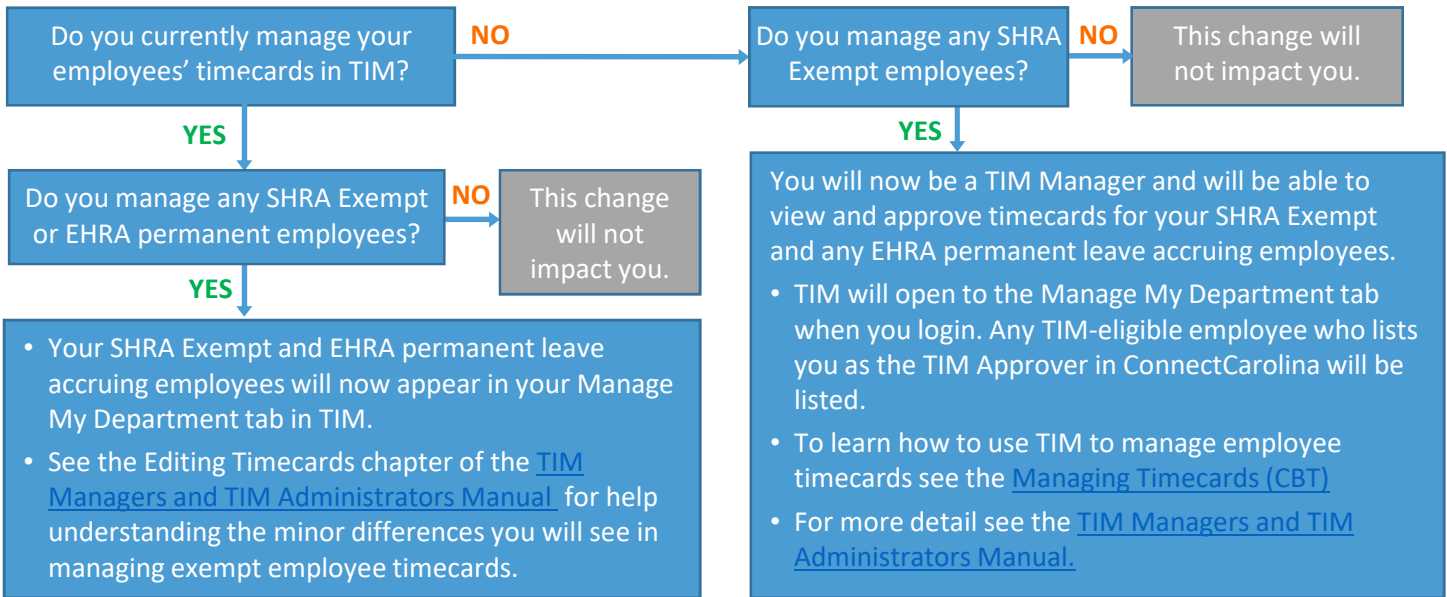 Do you currently manage your
employees’ timecards in TIM?
NO
Do you manage any SHRA
Exempt employees?
NO
This change will
not impact you.
YES
YES
Do you manage any SHRA Exempt
or EHRA permanent employees?
NO
This change
will not
impact you.
YES
You will now be a TIM Manager and will be able to
view and approve timecards for your SHRA Exempt
and any EHRA permanent leave accruing employees.
• TIM will open to the Manage My Department tab
when you login. Any TIM-eligible employee who lists
you as the TIM Approver in ConnectCarolina will be
listed.
• To learn how to use TIM to manage employee
timecards see the Managing Timecards (CBT)
• For more detail see the TIM Managers and TIM
Administrators Manual.
• Your SHRA Exempt and EHRA permanent leave
accruing employees will now appear in your Manage
My Department tab in TIM.
• See the Editing Timecards chapter of the TIM
Managers and TIM Administrators Manual for help
understanding the minor differences you will see in
managing exempt employee timecards.